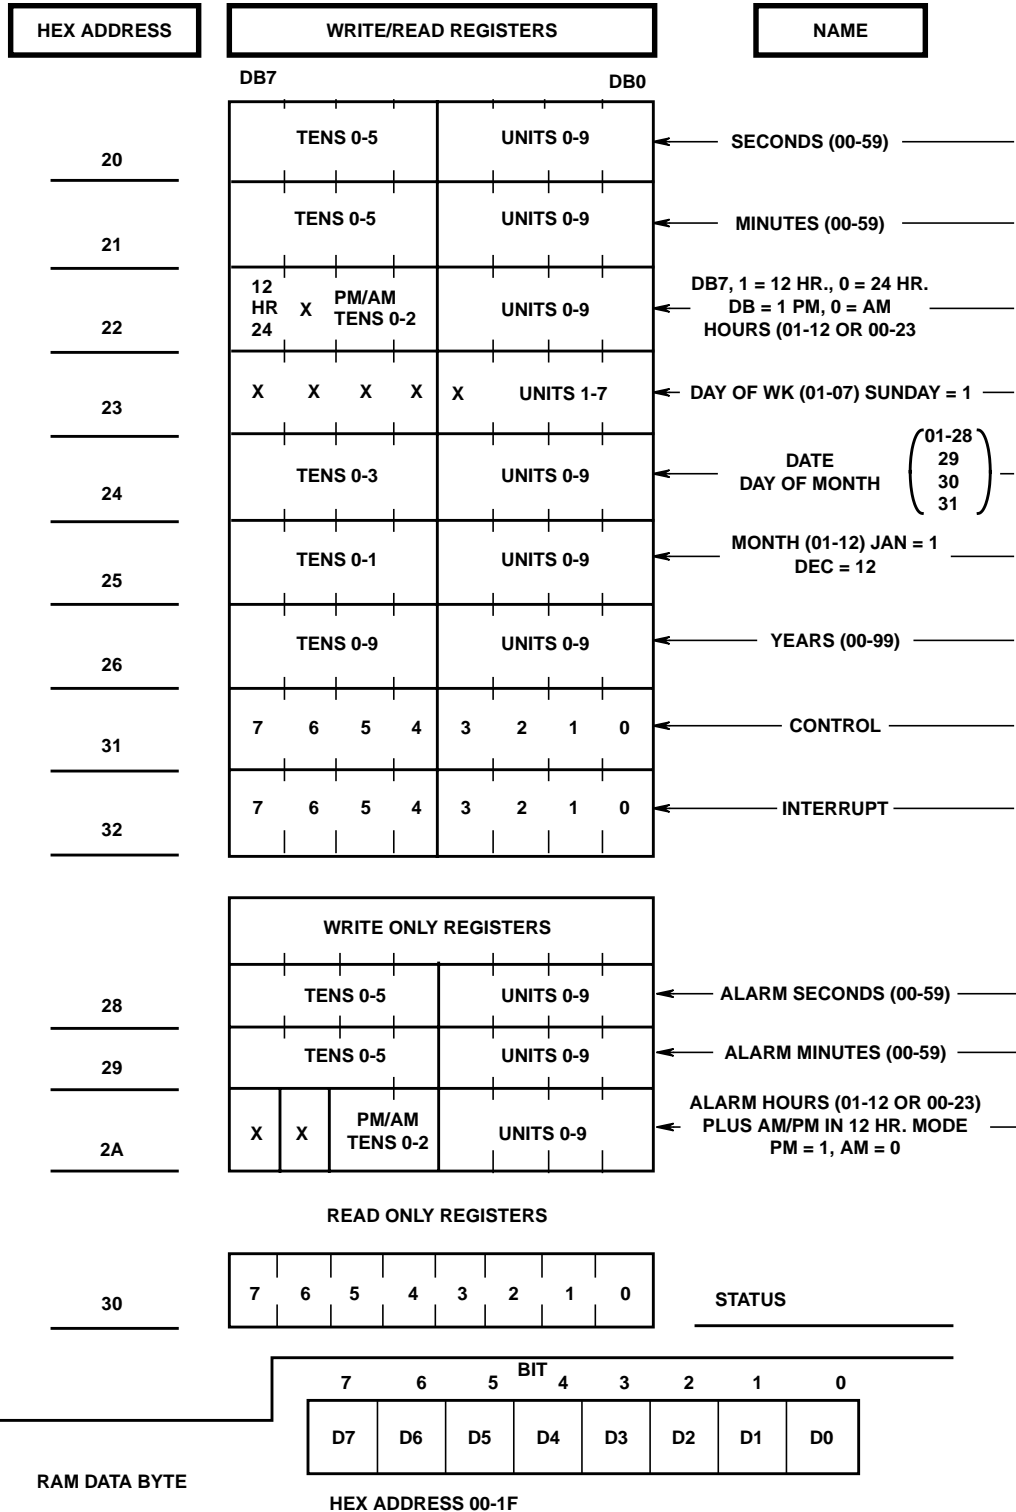 HEX ADDRESS WRITE/READ REGISTERS NAME
DB7 DB0
20 TENS 0-5 UNITS 0-9 SECONDS (00-59)
21 TENS 0-5 UNITS 0-9 MINUTES (00-59)
22 12 HR 24 X PM/AM TENS 0-2 UNITS 0-9 DB7, 1 = 12 HR., 0 = 24 HR.
DB = 1 PM, 0 = AM
HOURS (01-12 OR 00-23
23 X X X X X UNITS 1-7 DAY OF WK (01-07) SUNDAY = 1
24 TENS 0-3 UNITS 0-9 DATE
DAY OF MONTH
01-28
29
30
31
25 TENS 0-1 UNITS 0-9 MONTH (01-12) JAN = 1
DEC = 12
26 TENS 0-9 UNITS 0-9 YEARS (00-99)
31 7 6 5 4 3 2 1 0 CONTROL
32 7 6 5 4 3 2 1 0 INTERRUPT
WRITE ONLY REGISTERS
28 TENS 0-5 UNITS 0-9 ALARM SECONDS (00-59)
29 TENS 0-5 UNITS 0-9 ALARM MINUTES (00-59)
2A X X PM/AM TENS 0-2 UNITS 0-9 ALARM HOURS (01-12 OR 00-23)
PLUS AM/PM IN 12 HR. MODE
PM = 1, AM = 0
READ ONLY REGISTERS
30 7 6 5 4 3 2 1 0 STATUS
BIT
7 6 5 4 3 2 1 0
D7 D6 D5 D4 D3 D2 D1 D0
RAM DATA BYTE
HEX ADDRESS 00-1F